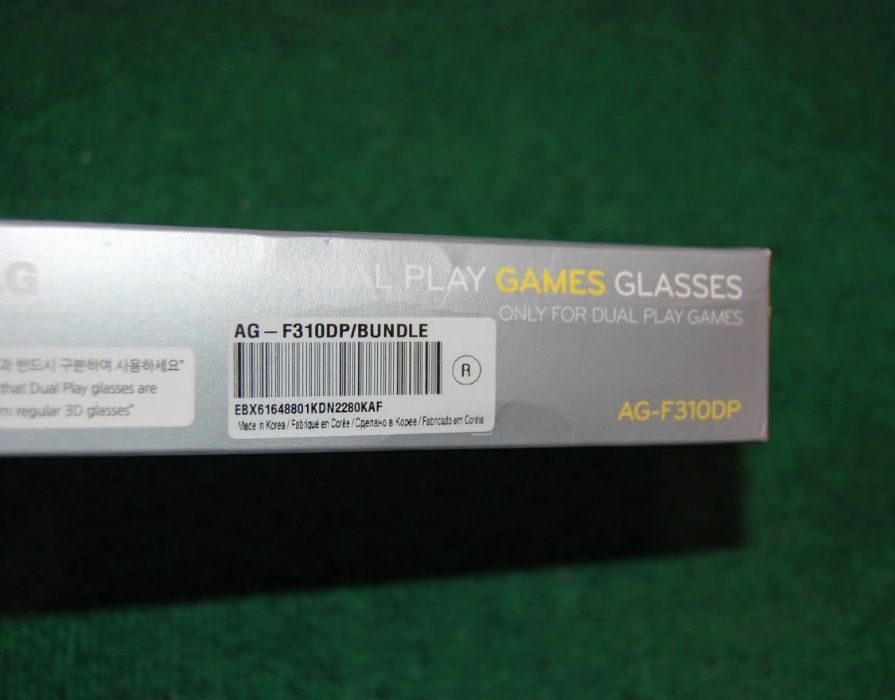 LG
DUAL PLAY GAMES GLASSES
ONLY FOR DUAL PLAY GAMES
AG – F310DP/BUNDLE
R
EBX61648801KDN2280KAF
Made in Korea / Fabriqué en Corée / Сделано в Корее / Fabricado em Coréia
과 반드시 구분하여 사용하세요"
that Dual Play glasses are
m regular 3D glasses"
AG-F310DP